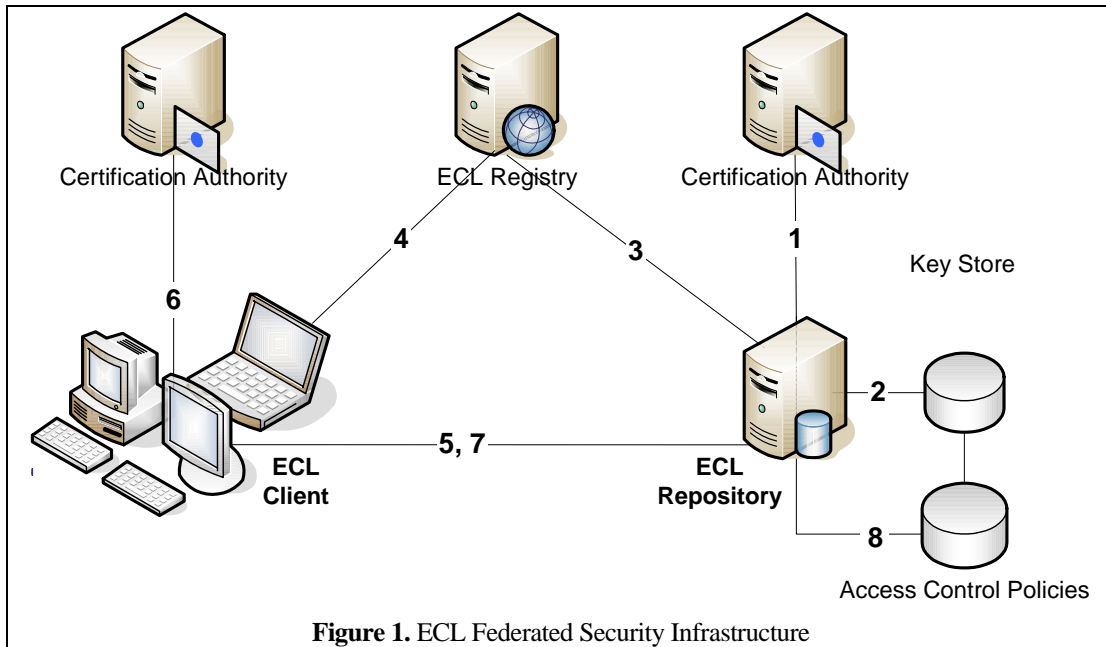 Certification Authority
ECL Registry
Certification Authority
4
3
1
Key Store
6
2
5, 7
ECL
Client
ECL
Repository
8
Access Control Policies
Figure 1. ECL Federated Security Infrastructure